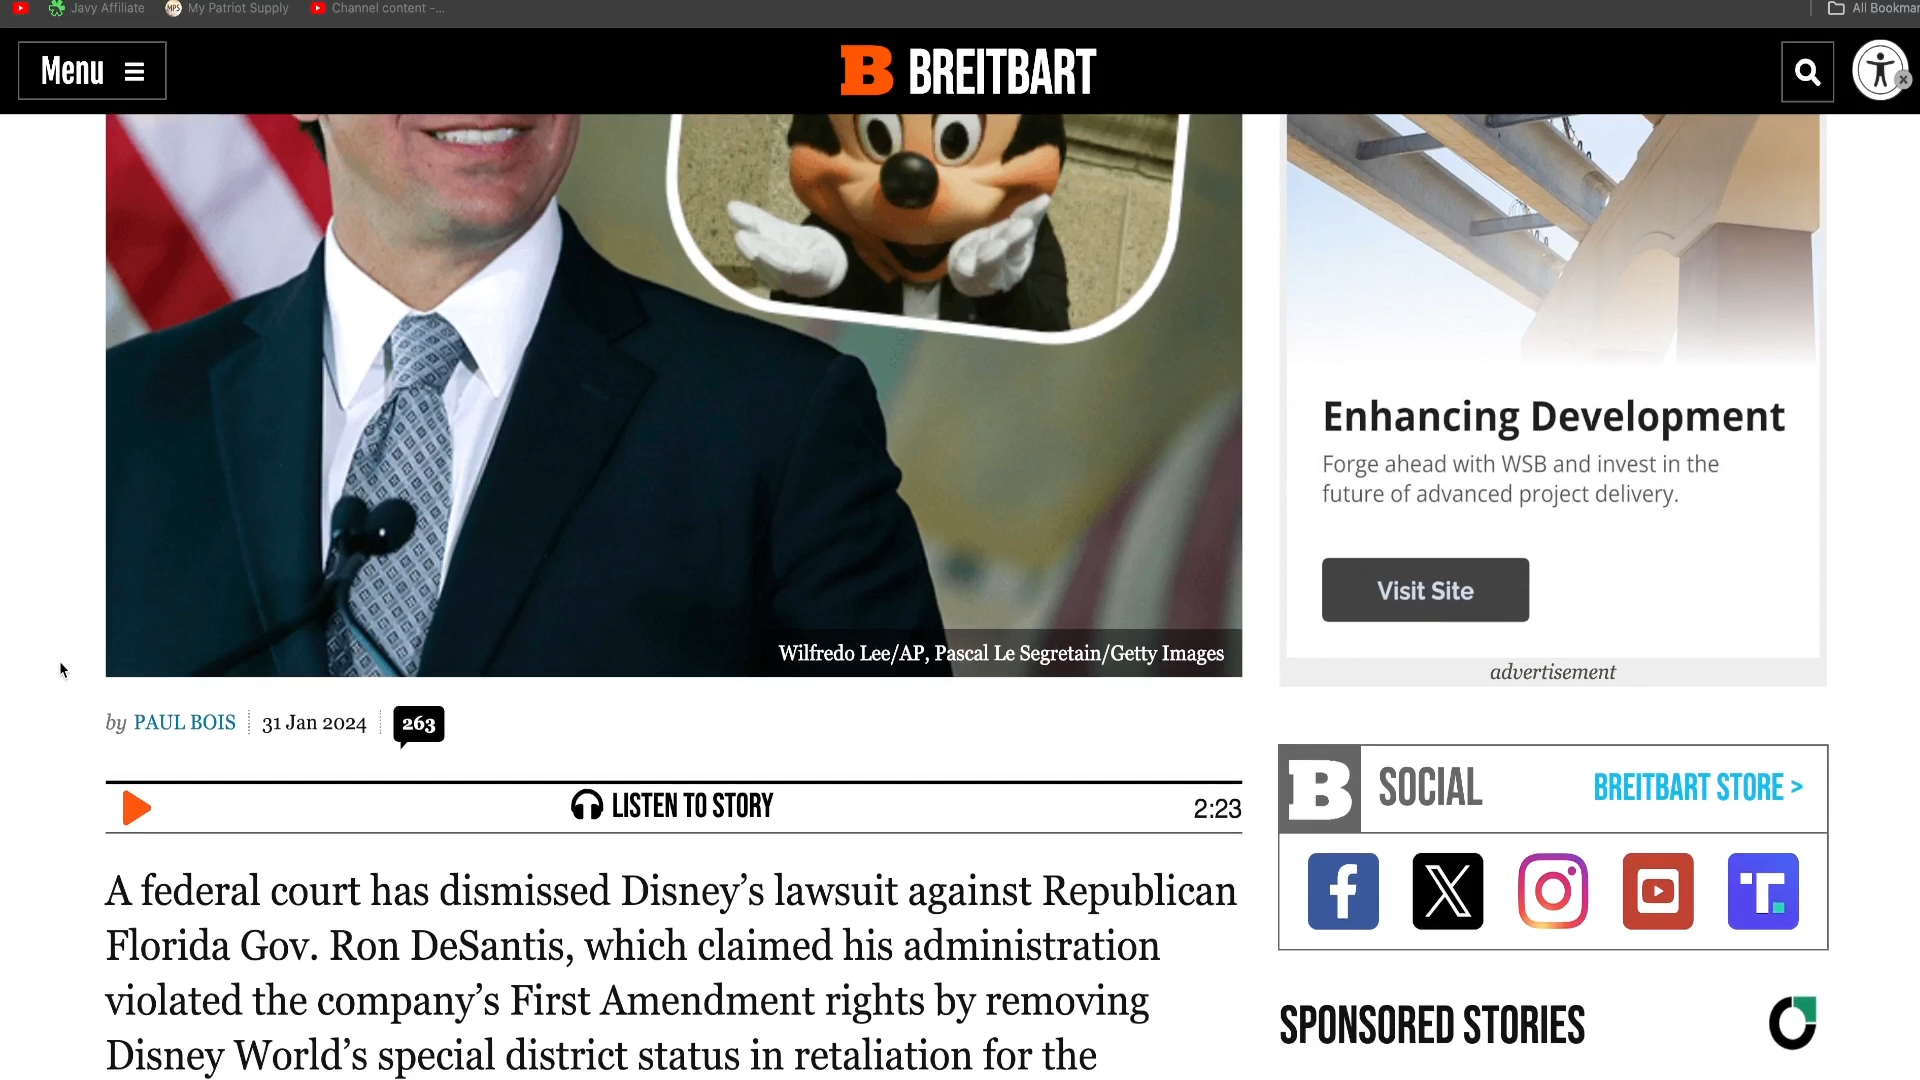 Javy Affiliate
MPS My Patriot Supply
Channel content -...
All Bookmar
Menu
B BREITBART
Wilfredo Lee/AP, Pascal Le Segretain/Getty Images
by PAUL BOIS 31 Jan 2024 263
LISTEN TO STORY 2:23
A federal court has dismissed Disney’s lawsuit against Republican
Florida Gov. Ron DeSantis, which claimed his administration
violated the company’s First Amendment rights by removing
Disney World’s special district status in retaliation for the
Enhancing Development
Forge ahead with WSB and invest in the
future of advanced project delivery.
Visit Site
advertisement
B SOCIAL BREITBART STORE >
SPONSORED STORIES